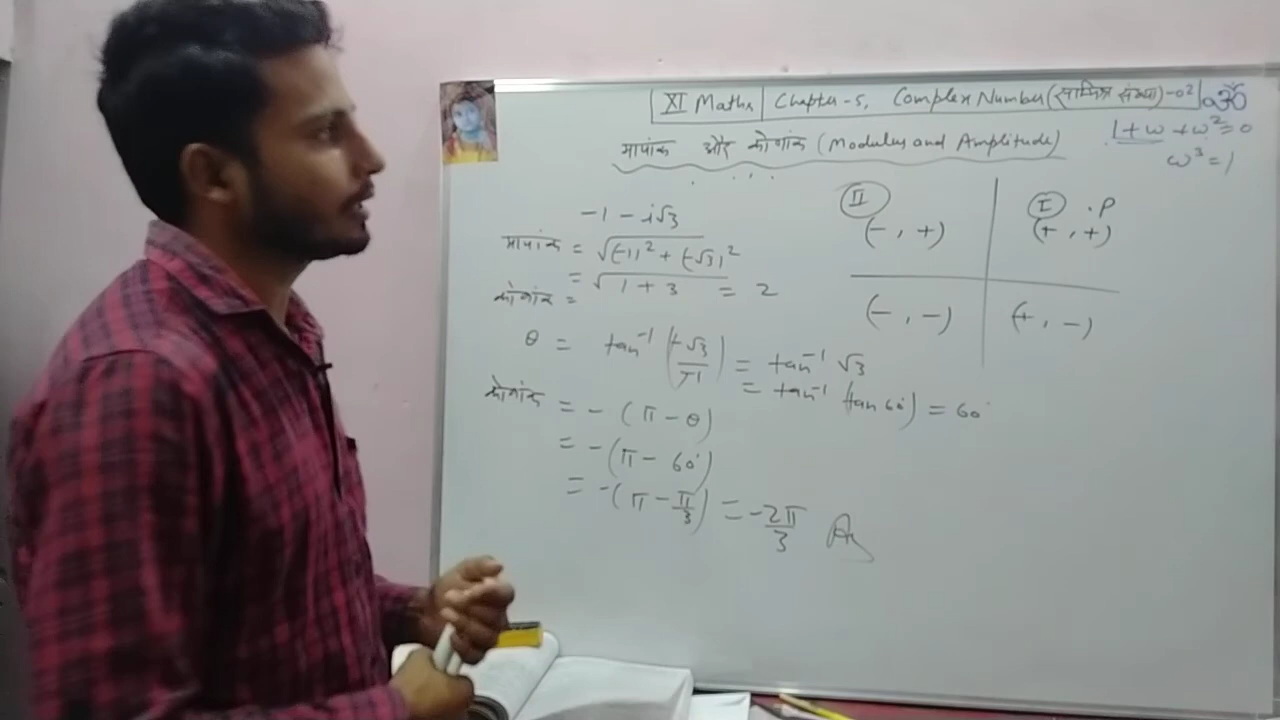 XI Maths | Chapter-5, Complex Number (सम्मिश्र संख्या) -02
ॐ
1 + ω + ω² = 0
ω³ = 1
मापांक और कोणांक (Modulus and Amplitude)
-1 - i√3
मापांक = √(-1)² + (-√3)²
= √1 + 3 = 2
कोणांक =
θ = tan⁻¹ (-√3/-1) = tan⁻¹ √3
= tan⁻¹ (tan 60°) = 60°
कोणांक = - (π - θ)
= - (π - 60°)
= - (π - π/3) = -2π/3 Ans
II
(-, +)
I .P
(+, +)
(-, -)
(+, -)